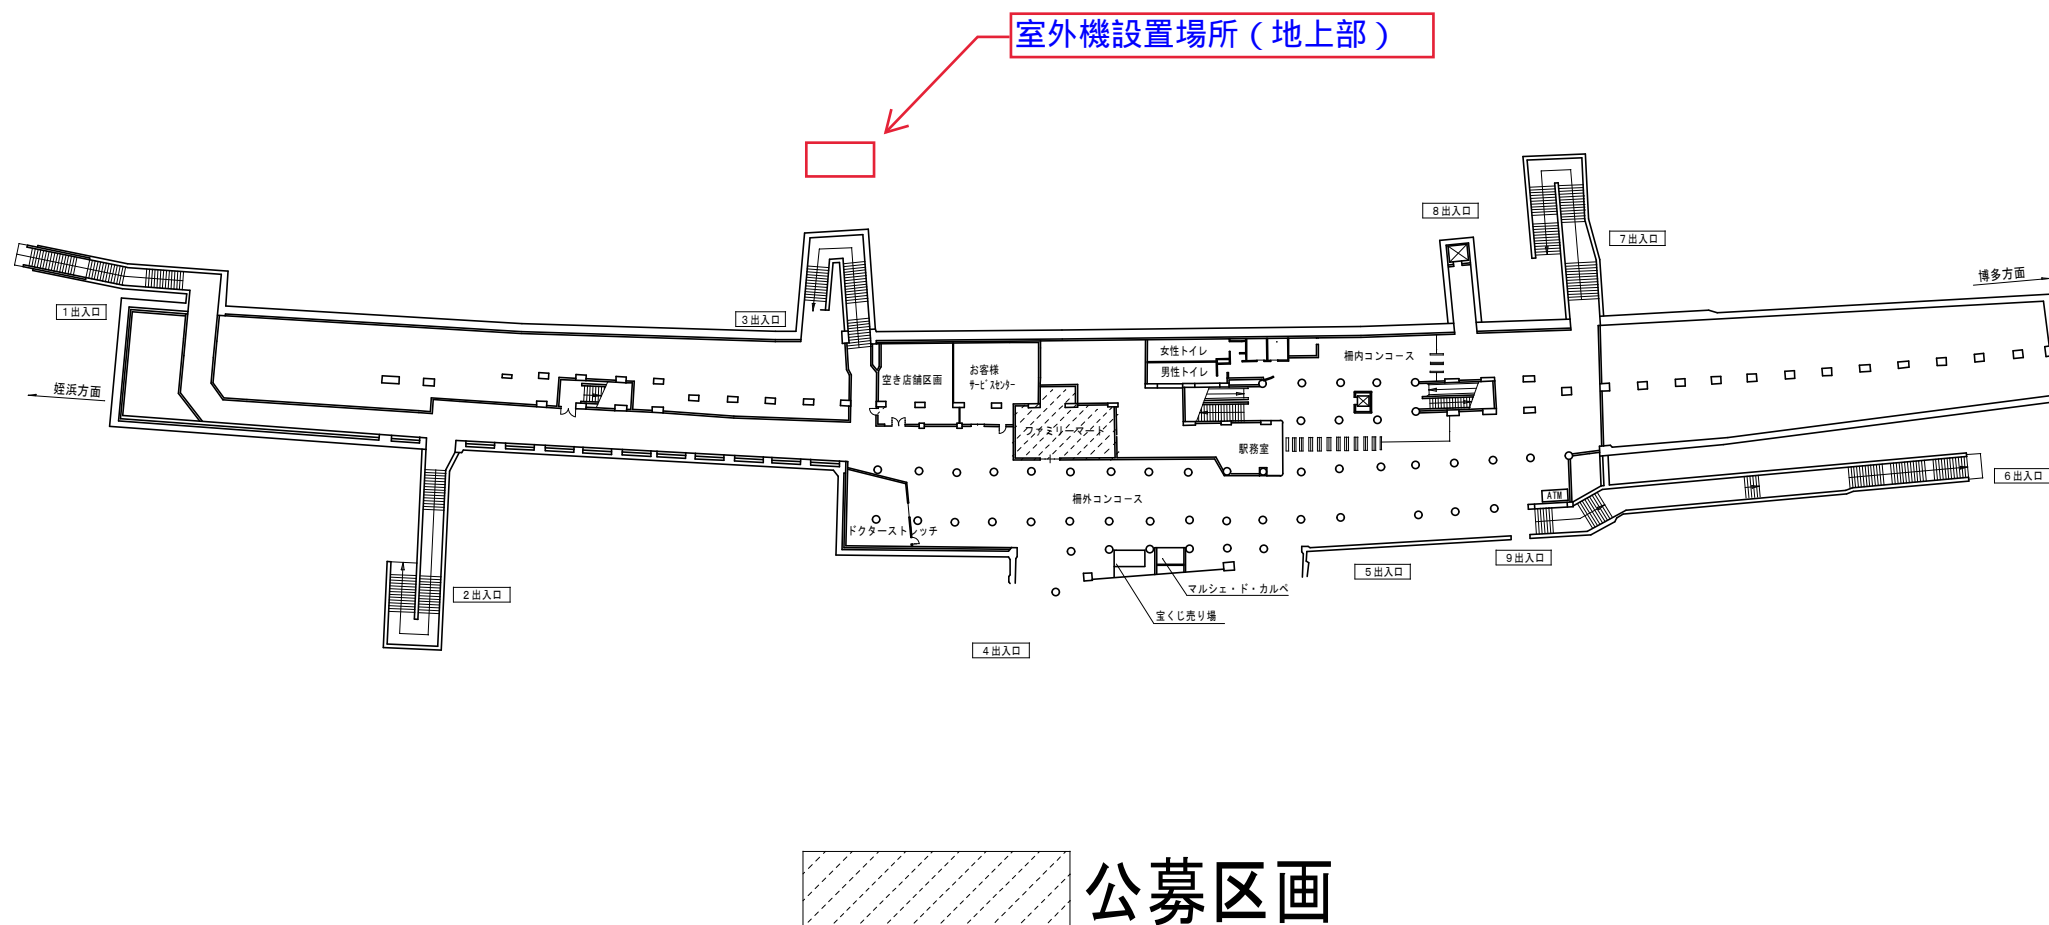 室外機設置場所（地上部）
8出入口
7出入口
博多方面
1出入口
3出入口
女性トイレ
柵内コンコース
お客様
サービスセンター
男性トイレ
空き店舗区画
姪浜方面
ファミリーマート
駅務室
6出入口
柵外コンコース
ATM
ドクターストレッチ
9出入口
5出入口
マルシェ・ド・カルベ
2出入口
宝くじ売り場
4出入口
公募区画